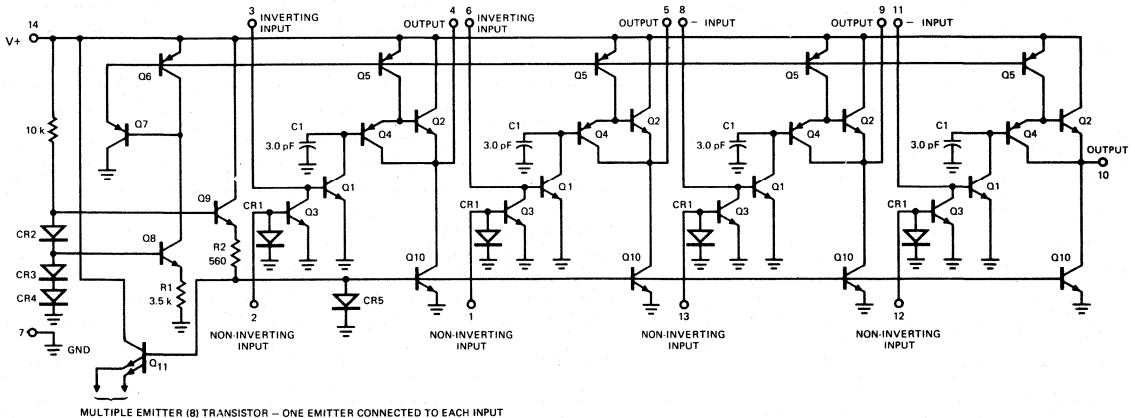 3 4 6 5 8 9 11
INVERTING INPUT
OUTPUT
INVERTING INPUT
OUTPUT
– INPUT
OUTPUT
– INPUT
14
V+
Q6
Q5
Q5
Q5
Q5
10 k
Q7
C1
3.0 pF
Q4
Q2
C1
3.0 pF
Q4
Q2
C1
3.0 pF
Q4
Q2
C1
3.0 pF
Q4
Q2
OUTPUT
10
Q9
CR1
Q3
Q1
CR1
Q3
Q1
CR1
Q3
Q1
CR1
Q3
Q1
CR2
Q8
R2
560
CR3
CR4
R1
3.5 k
Q10
Q10
Q10
Q10
CR5
2
1
13
12
7
GND
NON-INVERTING
INPUT
NON-INVERTING
INPUT
NON-INVERTING
INPUT
NON-INVERTING
INPUT
Q11
MULTIPLE EMITTER (8) TRANSISTOR – ONE EMITTER CONNECTED TO EACH INPUT